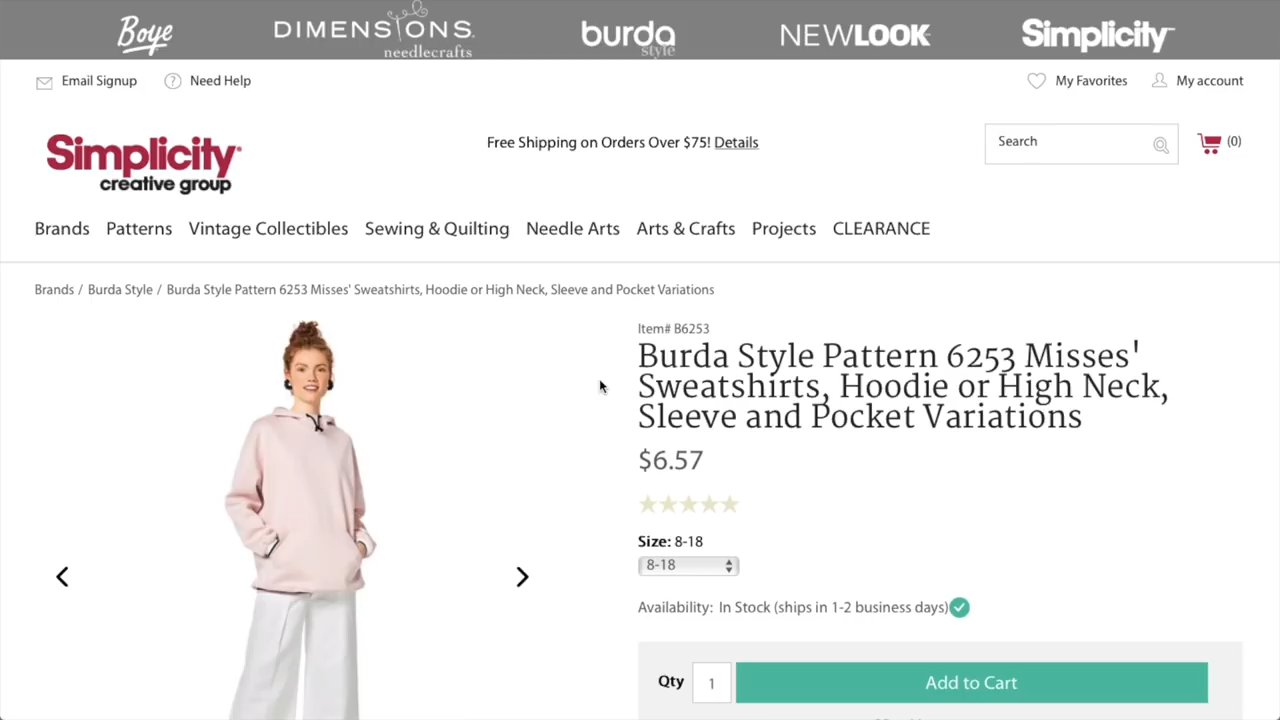 Boye
DIMENSIONS
needlecrafts
burda
style
NEWLOOK
Simplicity
Email Signup
Need Help
My Favorites
My account
Simplicity
creative group
Free Shipping on Orders Over $75! Details
Search
(0)
Brands Patterns Vintage Collectibles Sewing & Quilting Needle Arts Arts & Crafts Projects CLEARANCE
Brands / Burda Style / Burda Style Pattern 6253 Misses' Sweatshirts, Hoodie or High Neck, Sleeve and Pocket Variations
Item# B6253
Burda Style Pattern 6253 Misses'
Sweatshirts, Hoodie or High Neck,
Sleeve and Pocket Variations
$6.57
Size: 8-18
8-18
Availability: In Stock (ships in 1-2 business days)
Qty 1 Add to Cart